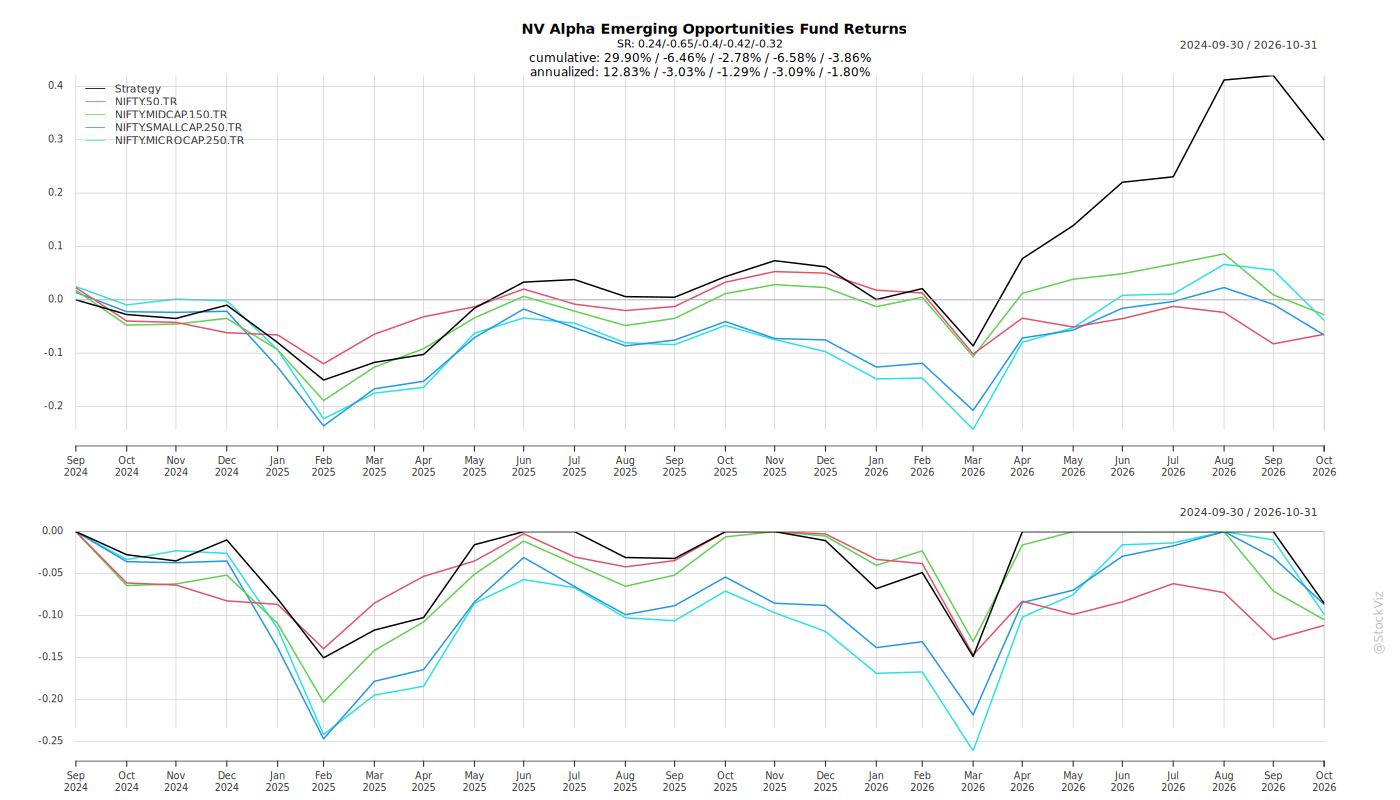 NV Alpha Emerging Opportunities Fund Returns
SR: 0.24/-0.65/-0.4/-0.42/-0.32
cumulative: 29.90% / -6.46% / -2.78% / -6.58% / -3.86%
annualized: 12.83% / -3.03% / -1.29% / -3.09% / -1.80%
2024-09-30 / 2026-10-31
Strategy
NIFTY.50.TR
NIFTY.MIDCAP.150.TR
NIFTY.SMALLCAP.250.TR
NIFTY.MICROCAP.250.TR
0.4
0.3
0.2
0.1
0.0
-0.1
-0.2
Sep Oct Nov Dec Jan Feb Mar Apr May Jun Jul Aug Sep Oct Nov Dec Jan Feb Mar Apr May Jun Jul Aug Sep Oct
2024 2024 2024 2024 2025 2025 2025 2025 2025 2025 2025 2025 2025 2025 2025 2025 2026 2026 2026 2026 2026 2026 2026 2026 2026 2026
2024-09-30 / 2026-10-31
0.00
-0.05
-0.10
-0.15
-0.20
-0.25
Sep Oct Nov Dec Jan Feb Mar Apr May Jun Jul Aug Sep Oct Nov Dec Jan Feb Mar Apr May Jun Jul Aug Sep Oct
2024 2024 2024 2024 2025 2025 2025 2025 2025 2025 2025 2025 2025 2025 2025 2025 2026 2026 2026 2026 2026 2026 2026 2026 2026 2026
@StockViz